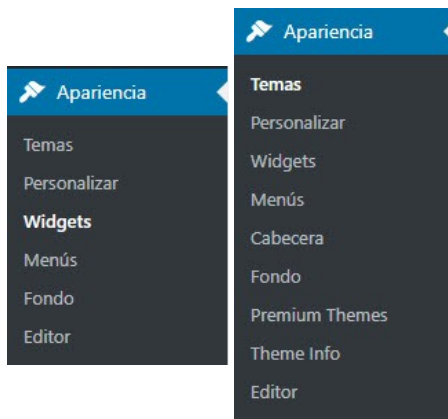 Apariencia
Temas
Personalizar
Widgets
Menús
Fondo
Editor
Apariencia
Temas
Personalizar
Widgets
Menús
Cabecera
Fondo
Premium Themes
Theme Info
Editor